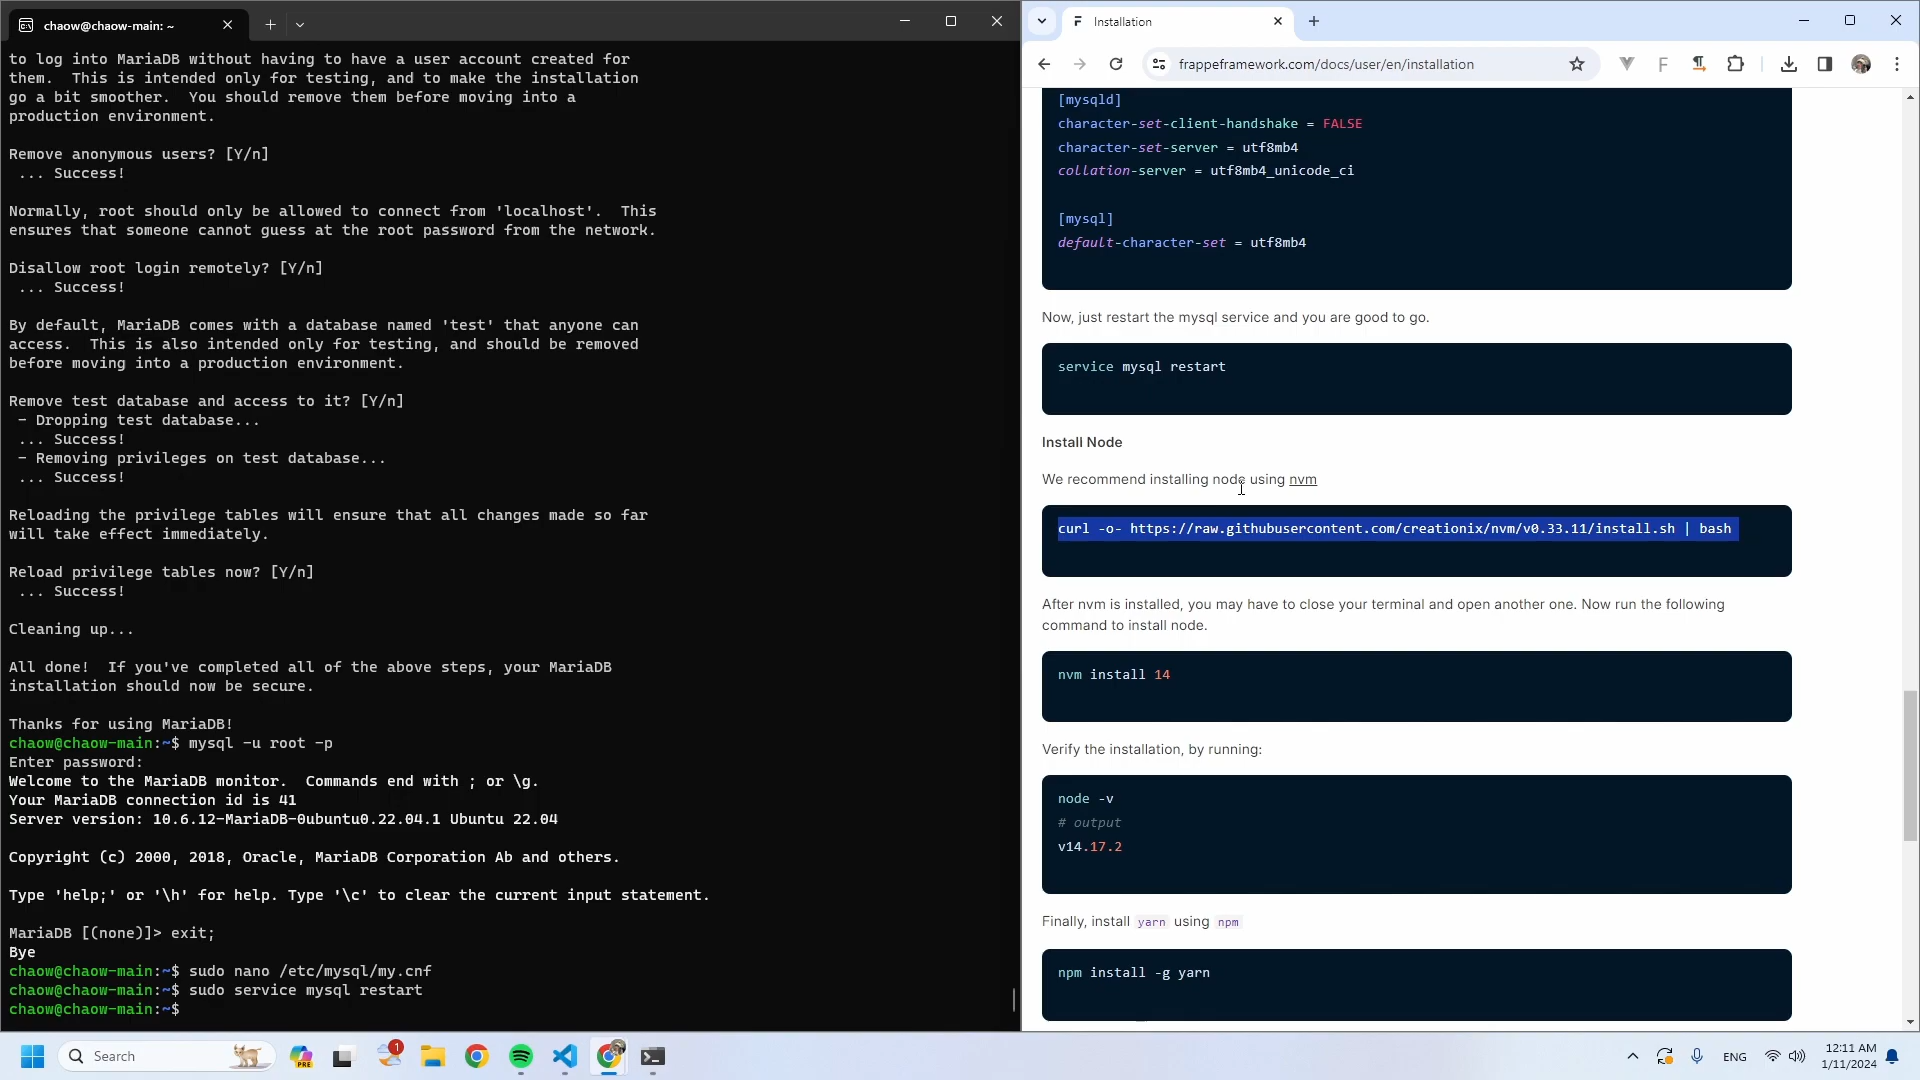 chaow@chaow-main: ~
to log into MariaDB without having to have a user account created for
them.  This is intended only for testing, and to make the installation
go a bit smoother.  You should remove them before moving into a
production environment.
Remove anonymous users? [Y/n]
 ... Success!
Normally, root should only be allowed to connect from 'localhost'.  This
ensures that someone cannot guess at the root password from the network.
Disallow root login remotely? [Y/n]
 ... Success!
By default, MariaDB comes with a database named 'test' that anyone can
access.  This is also intended only for testing, and should be removed
before moving into a production environment.
Remove test database and access to it? [Y/n]
 - Dropping test database...
 ... Success!
 - Removing privileges on test database...
 ... Success!
Reloading the privilege tables will ensure that all changes made so far
will take effect immediately.
Reload privilege tables now? [Y/n]
 ... Success!
Cleaning up...
All done!  If you've completed all of the above steps, your MariaDB
installation should now be secure.
Thanks for using MariaDB!
chaow@chaow-main:~$ mysql -u root -p
Enter password:
Welcome to the MariaDB monitor.  Commands end with ; or \g.
Your MariaDB connection id is 41
Server version: 10.6.12-MariaDB-0ubuntu0.22.04.1 Ubuntu 22.04
Copyright (c) 2000, 2018, Oracle, MariaDB Corporation Ab and others.
Type 'help;' or '\h' for help. Type '\c' to clear the current input statement.
MariaDB [(none)]> exit;
Bye
chaow@chaow-main:~$ sudo nano /etc/mysql/my.cnf
chaow@chaow-main:~$ sudo service mysql restart
chaow@chaow-main:~$
Installation
frappeframework.com/docs/user/en/installation
[mysqld]
character-set-client-handshake = FALSE
character-set-server = utf8mb4
collation-server = utf8mb4_unicode_ci
[mysql]
default-character-set = utf8mb4
Now, just restart the mysql service and you are good to go.
service mysql restart
Install Node
We recommend installing node using nvm
curl -o- https://raw.githubusercontent.com/creationix/nvm/v0.33.11/install.sh | bash
After nvm is installed, you may have to close your terminal and open another one. Now run the following
command to install node.
nvm install 14
Verify the installation, by running:
node -v
# output
v14.17.2
Finally, install yarn using npm
npm install -g yarn
Search
PRE
1
ENG
12:11 AM
1/11/2024